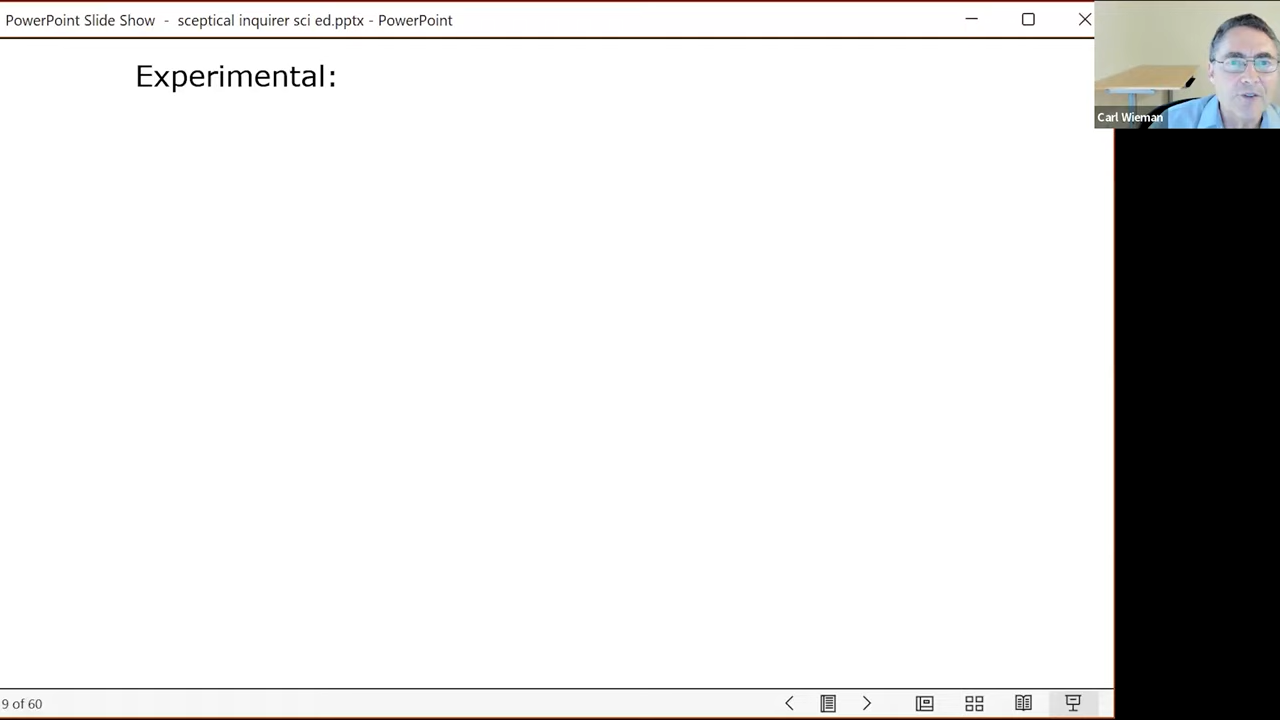 PowerPoint Slide Show - sceptical inquirer sci ed.pptx - PowerPoint
Experimental:
Carl Wieman
9 of 60